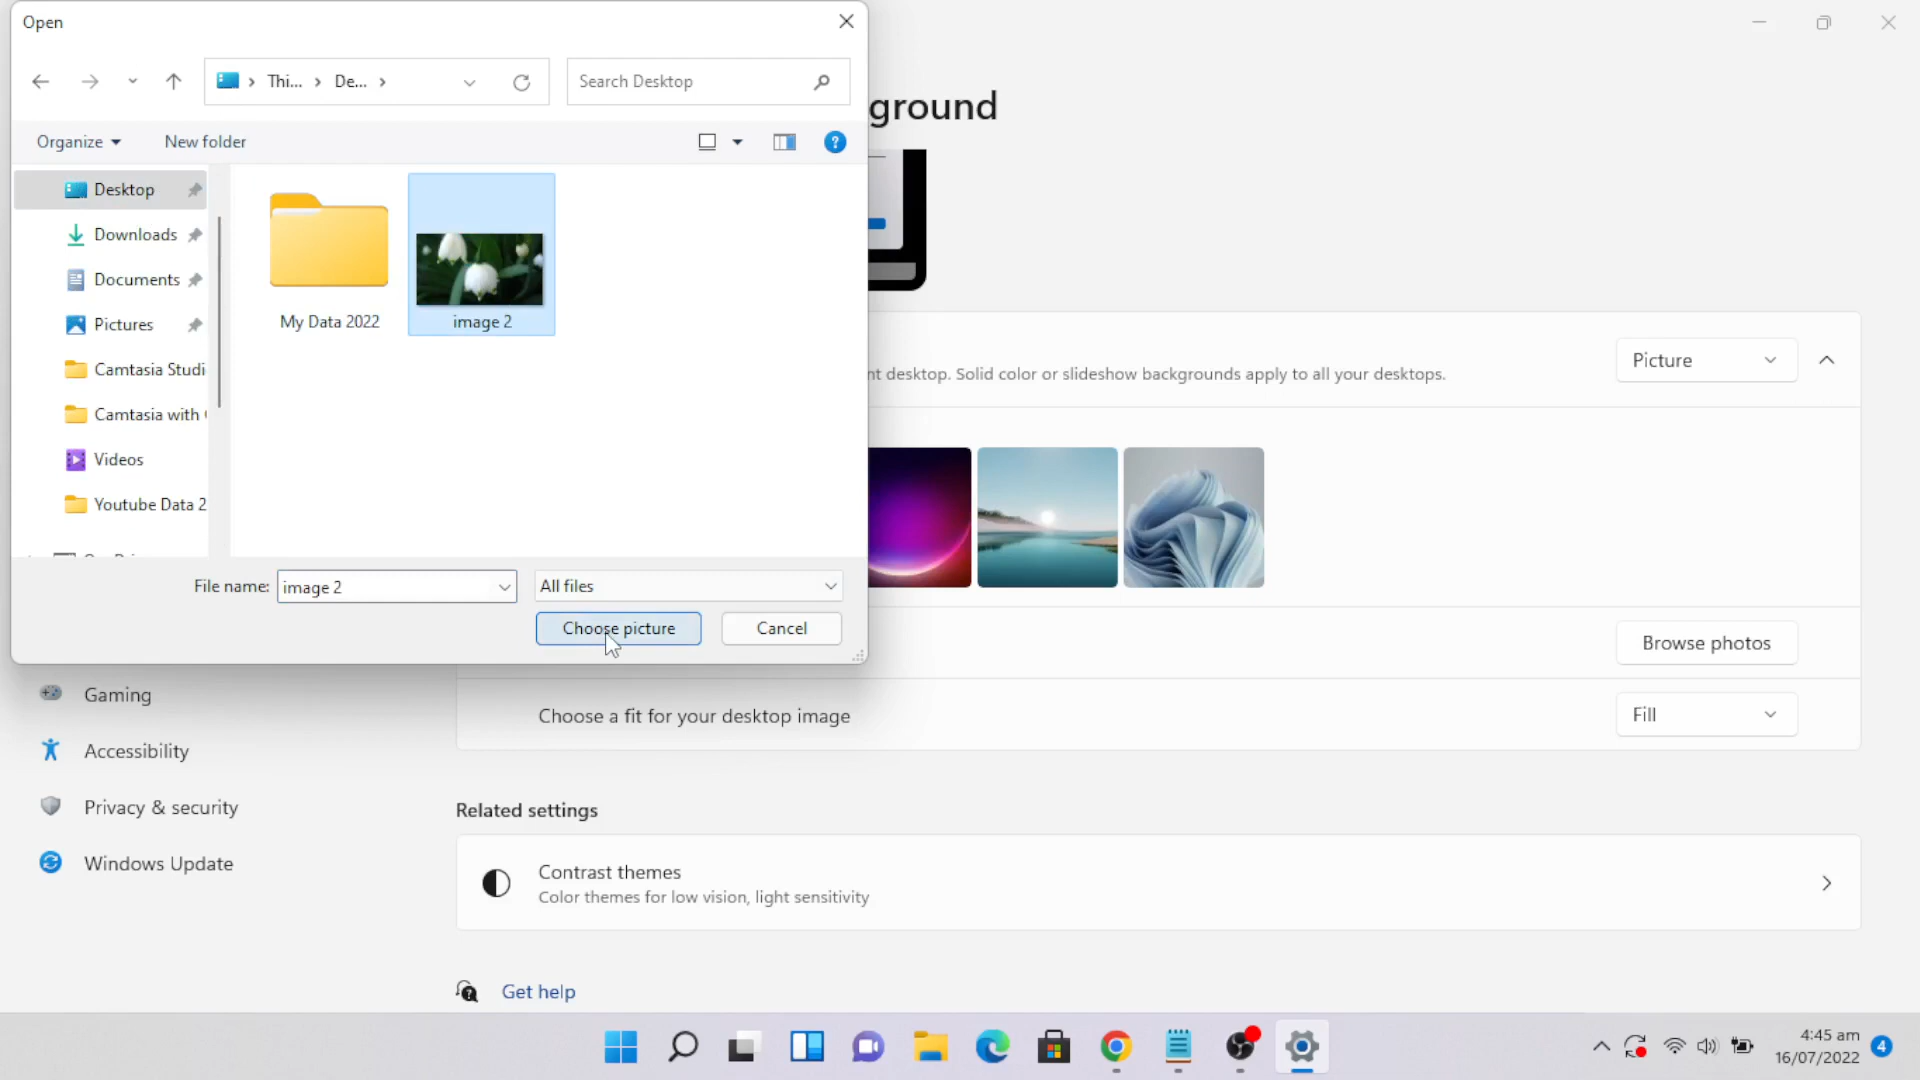 Open
Thi...
De...
Search Desktop
Organize
New folder
Desktop
Downloads
Documents
Pictures
Camtasia Studi
Camtasia with
Videos
Youtube Data 2
My Data 2022
image 2
File name:
image 2
All files
Choose picture
Cancel
ground
Picture
nt desktop. Solid color or slideshow backgrounds apply to all your desktops.
Browse photos
Choose a fit for your desktop image
Fill
Gaming
Accessibility
Privacy & security
Windows Update
Related settings
Contrast themes
Color themes for low vision, light sensitivity
Get help
4:45 am
16/07/2022
4